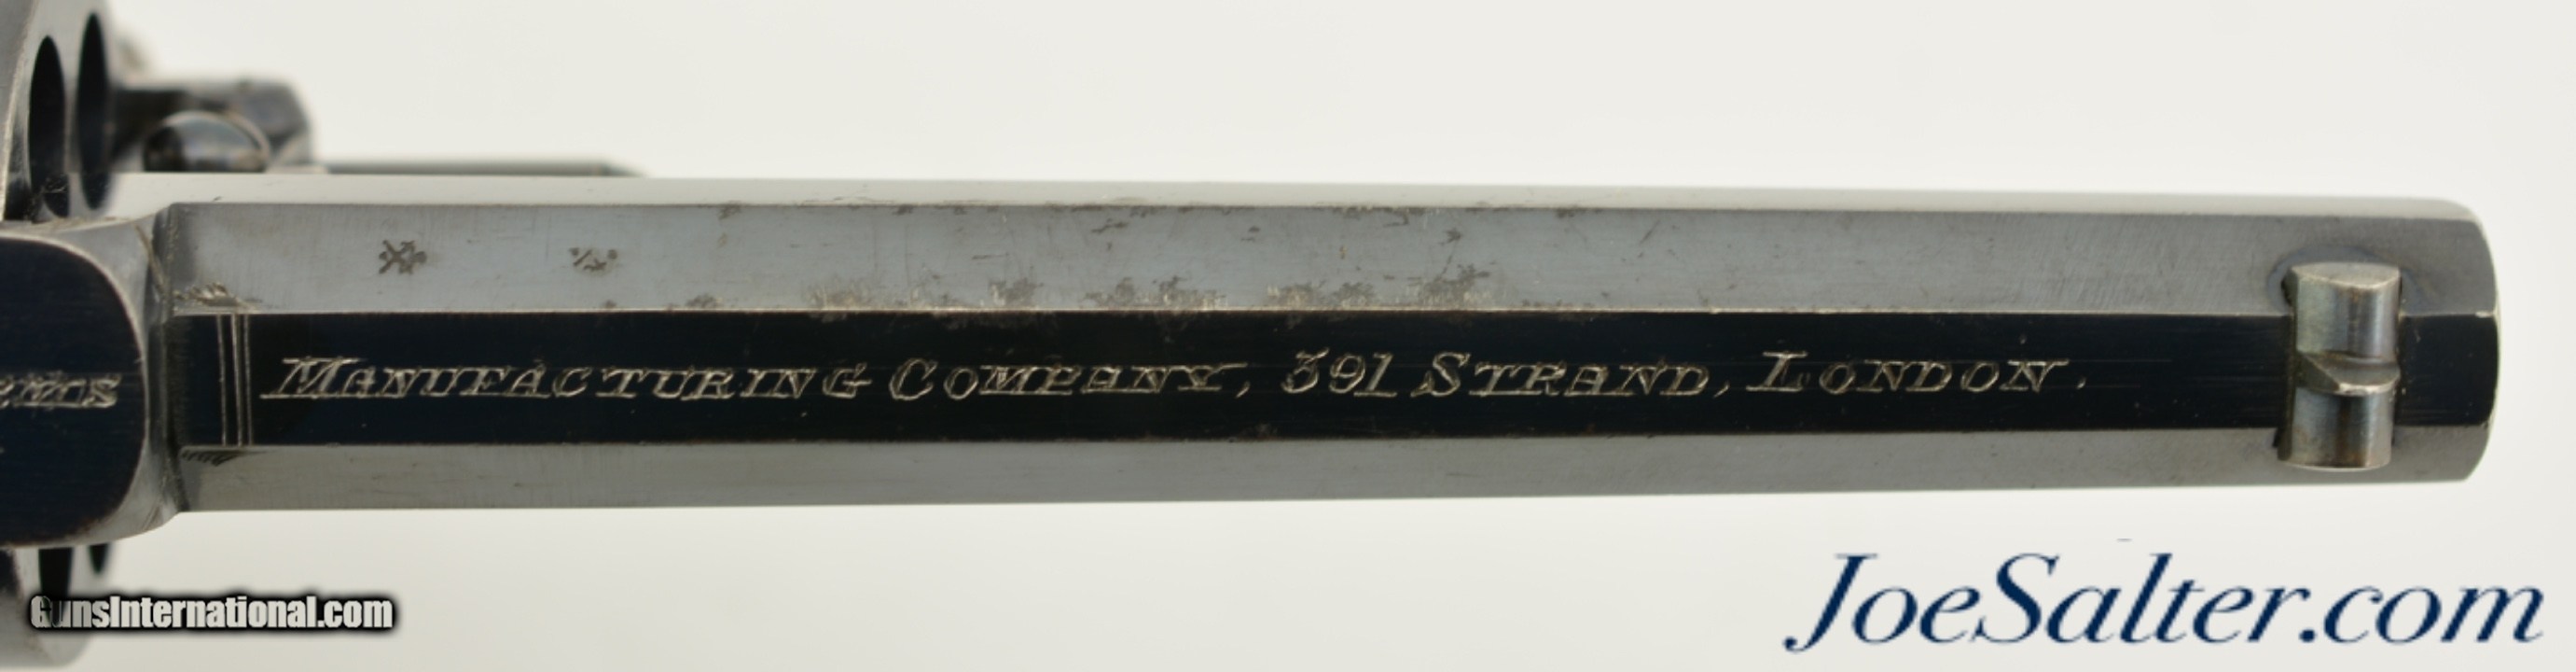 MANUFACTURING COMPANY, 391 STRAND, LONDON.
GunsInternational.com
JoeSalter.com